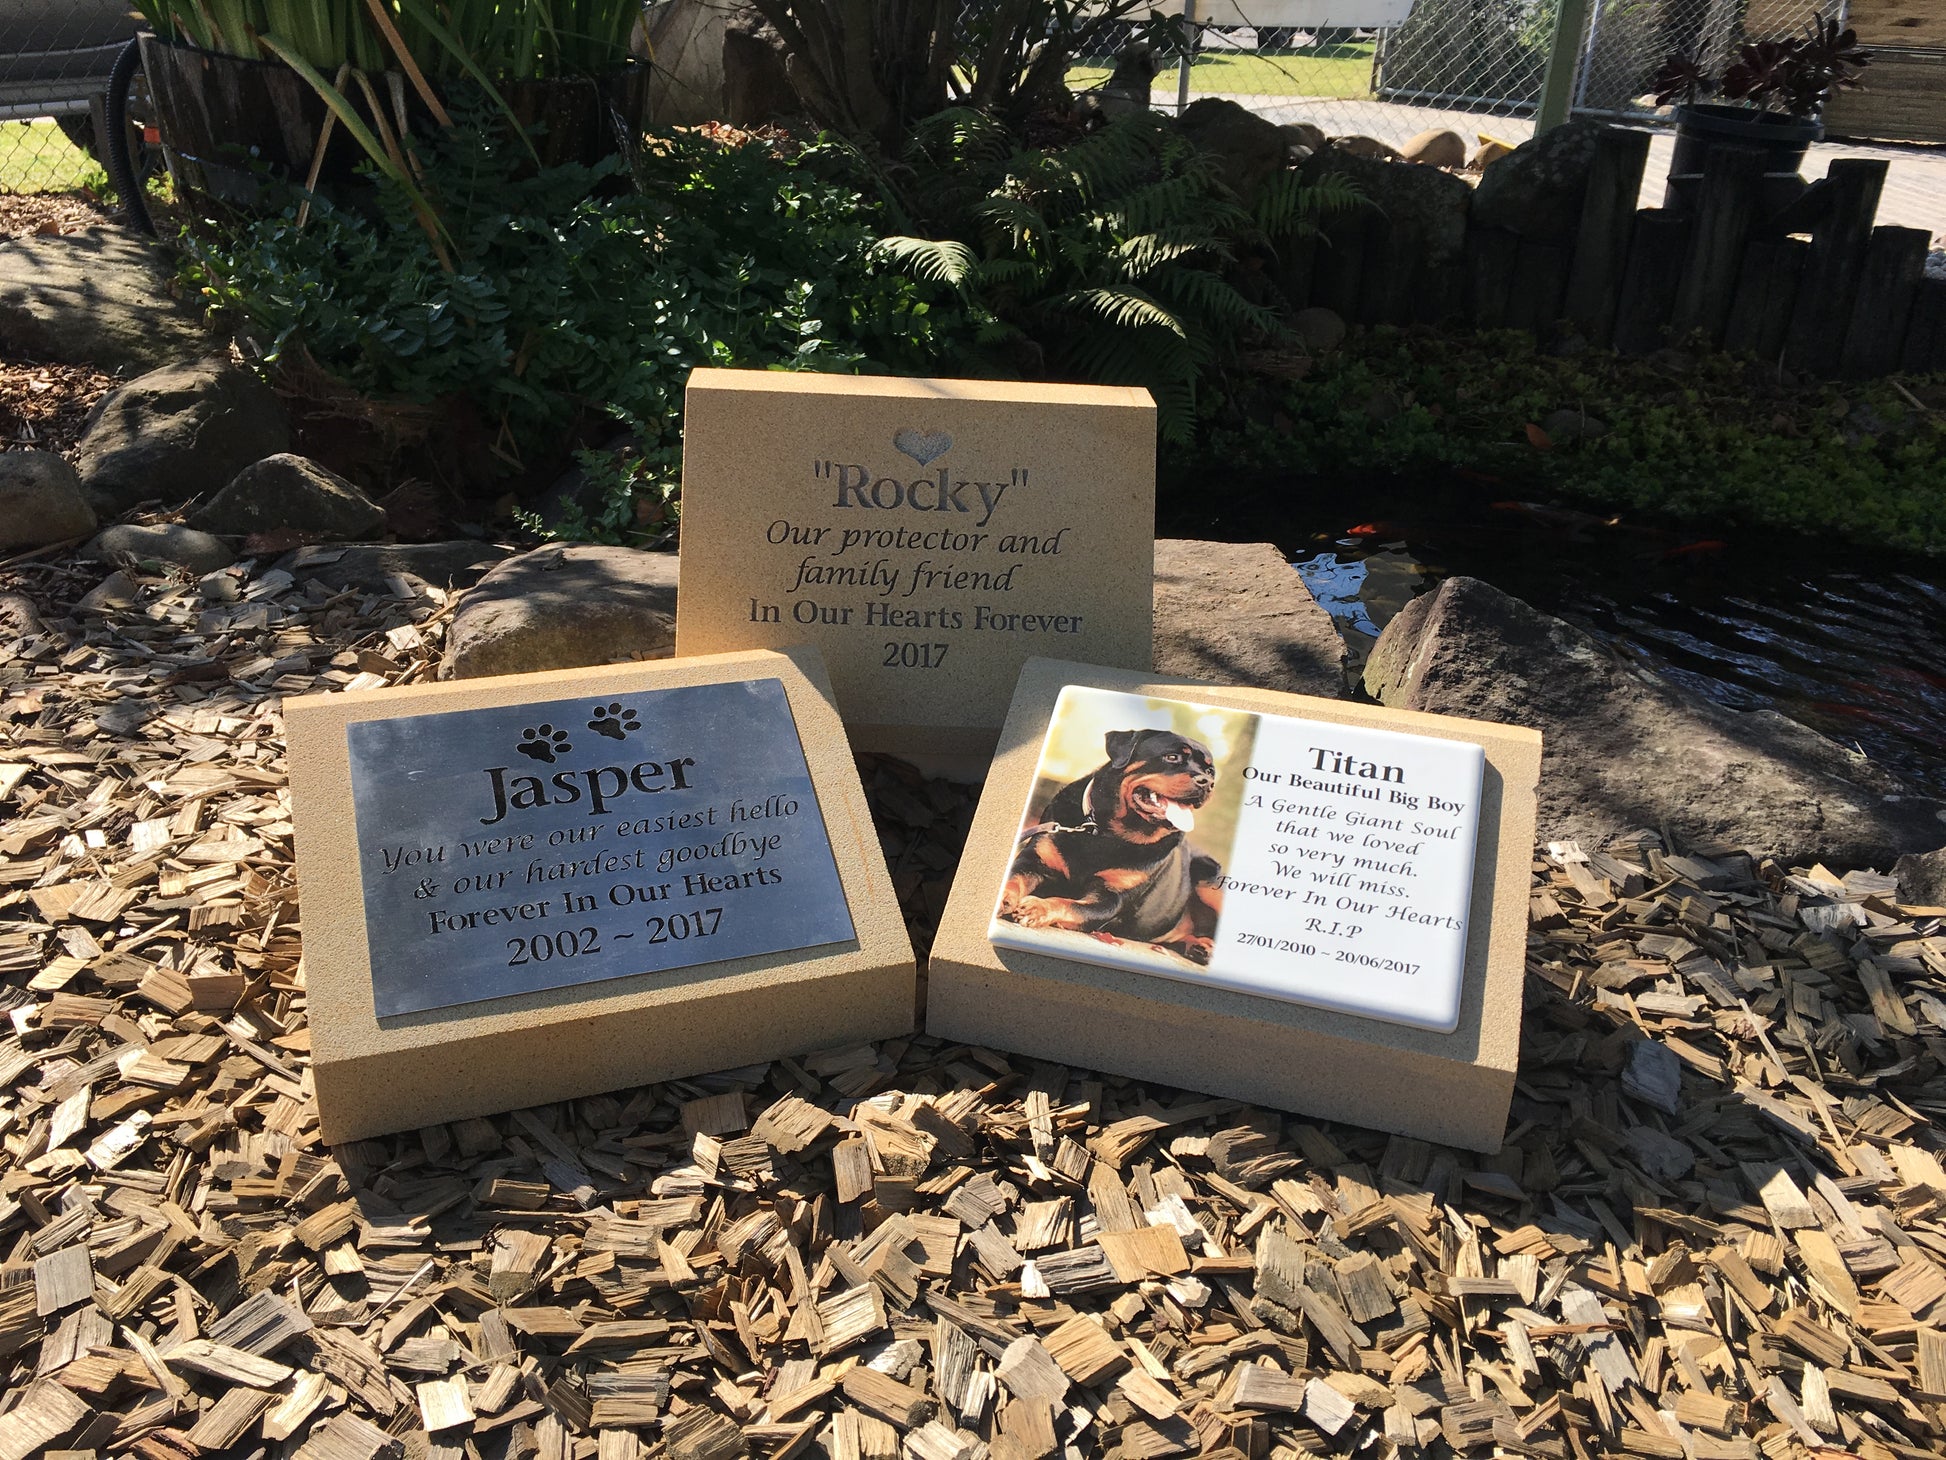 "Rocky"
Our protector and
family friend
In Our Hearts Forever
2017
Jasper
You were our easiest hello
& our hardest goodbye
Forever In Our Hearts
2002 ~ 2017
Titan
Our Beautiful Big Boy
A Gentle Giant Soul
that we loved
so very much.
We will miss.
Forever In Our Hearts
R.I.P
27/01/2010 ~ 20/06/2017